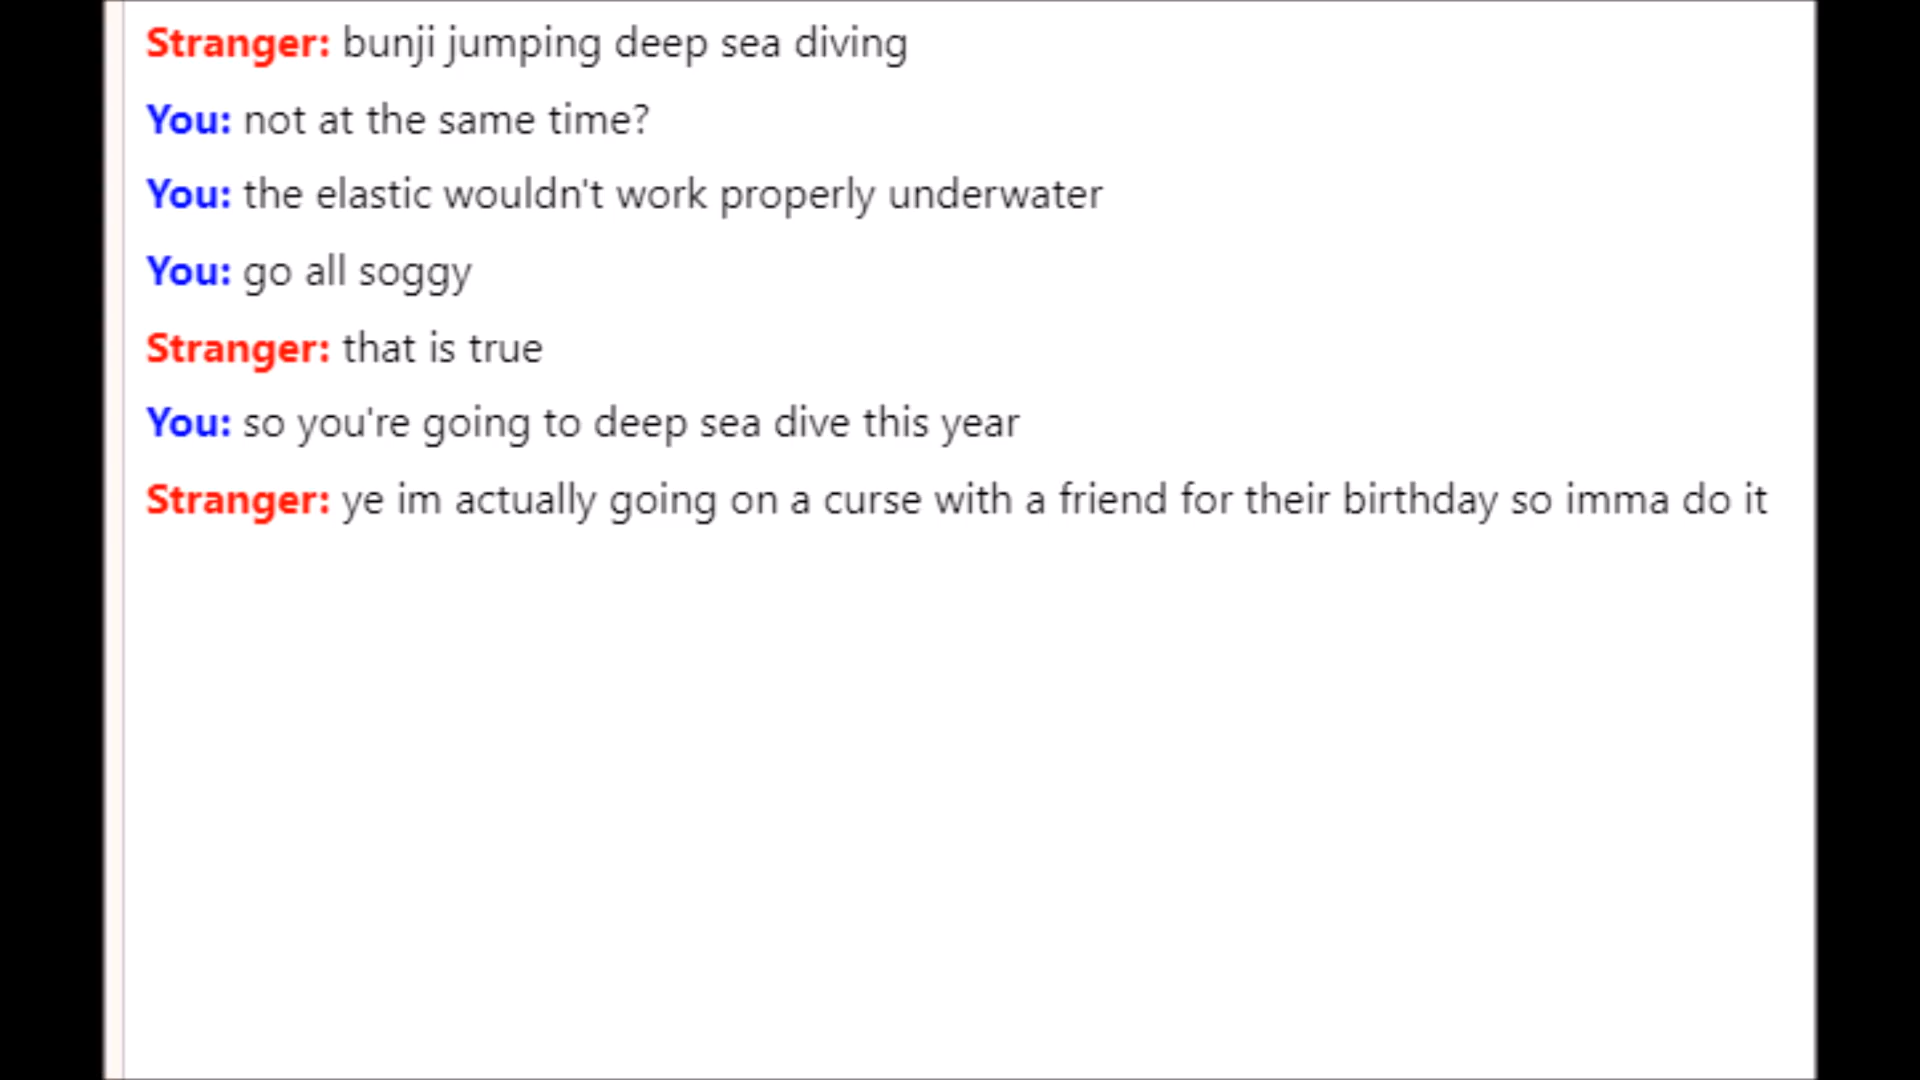 Stranger: bunji jumping deep sea diving
You: not at the same time?
You: the elastic wouldn't work properly underwater
You: go all soggy
Stranger: that is true
You: so you're going to deep sea dive this year
Stranger: ye im actually going on a curse with a friend for their birthday so imma do it